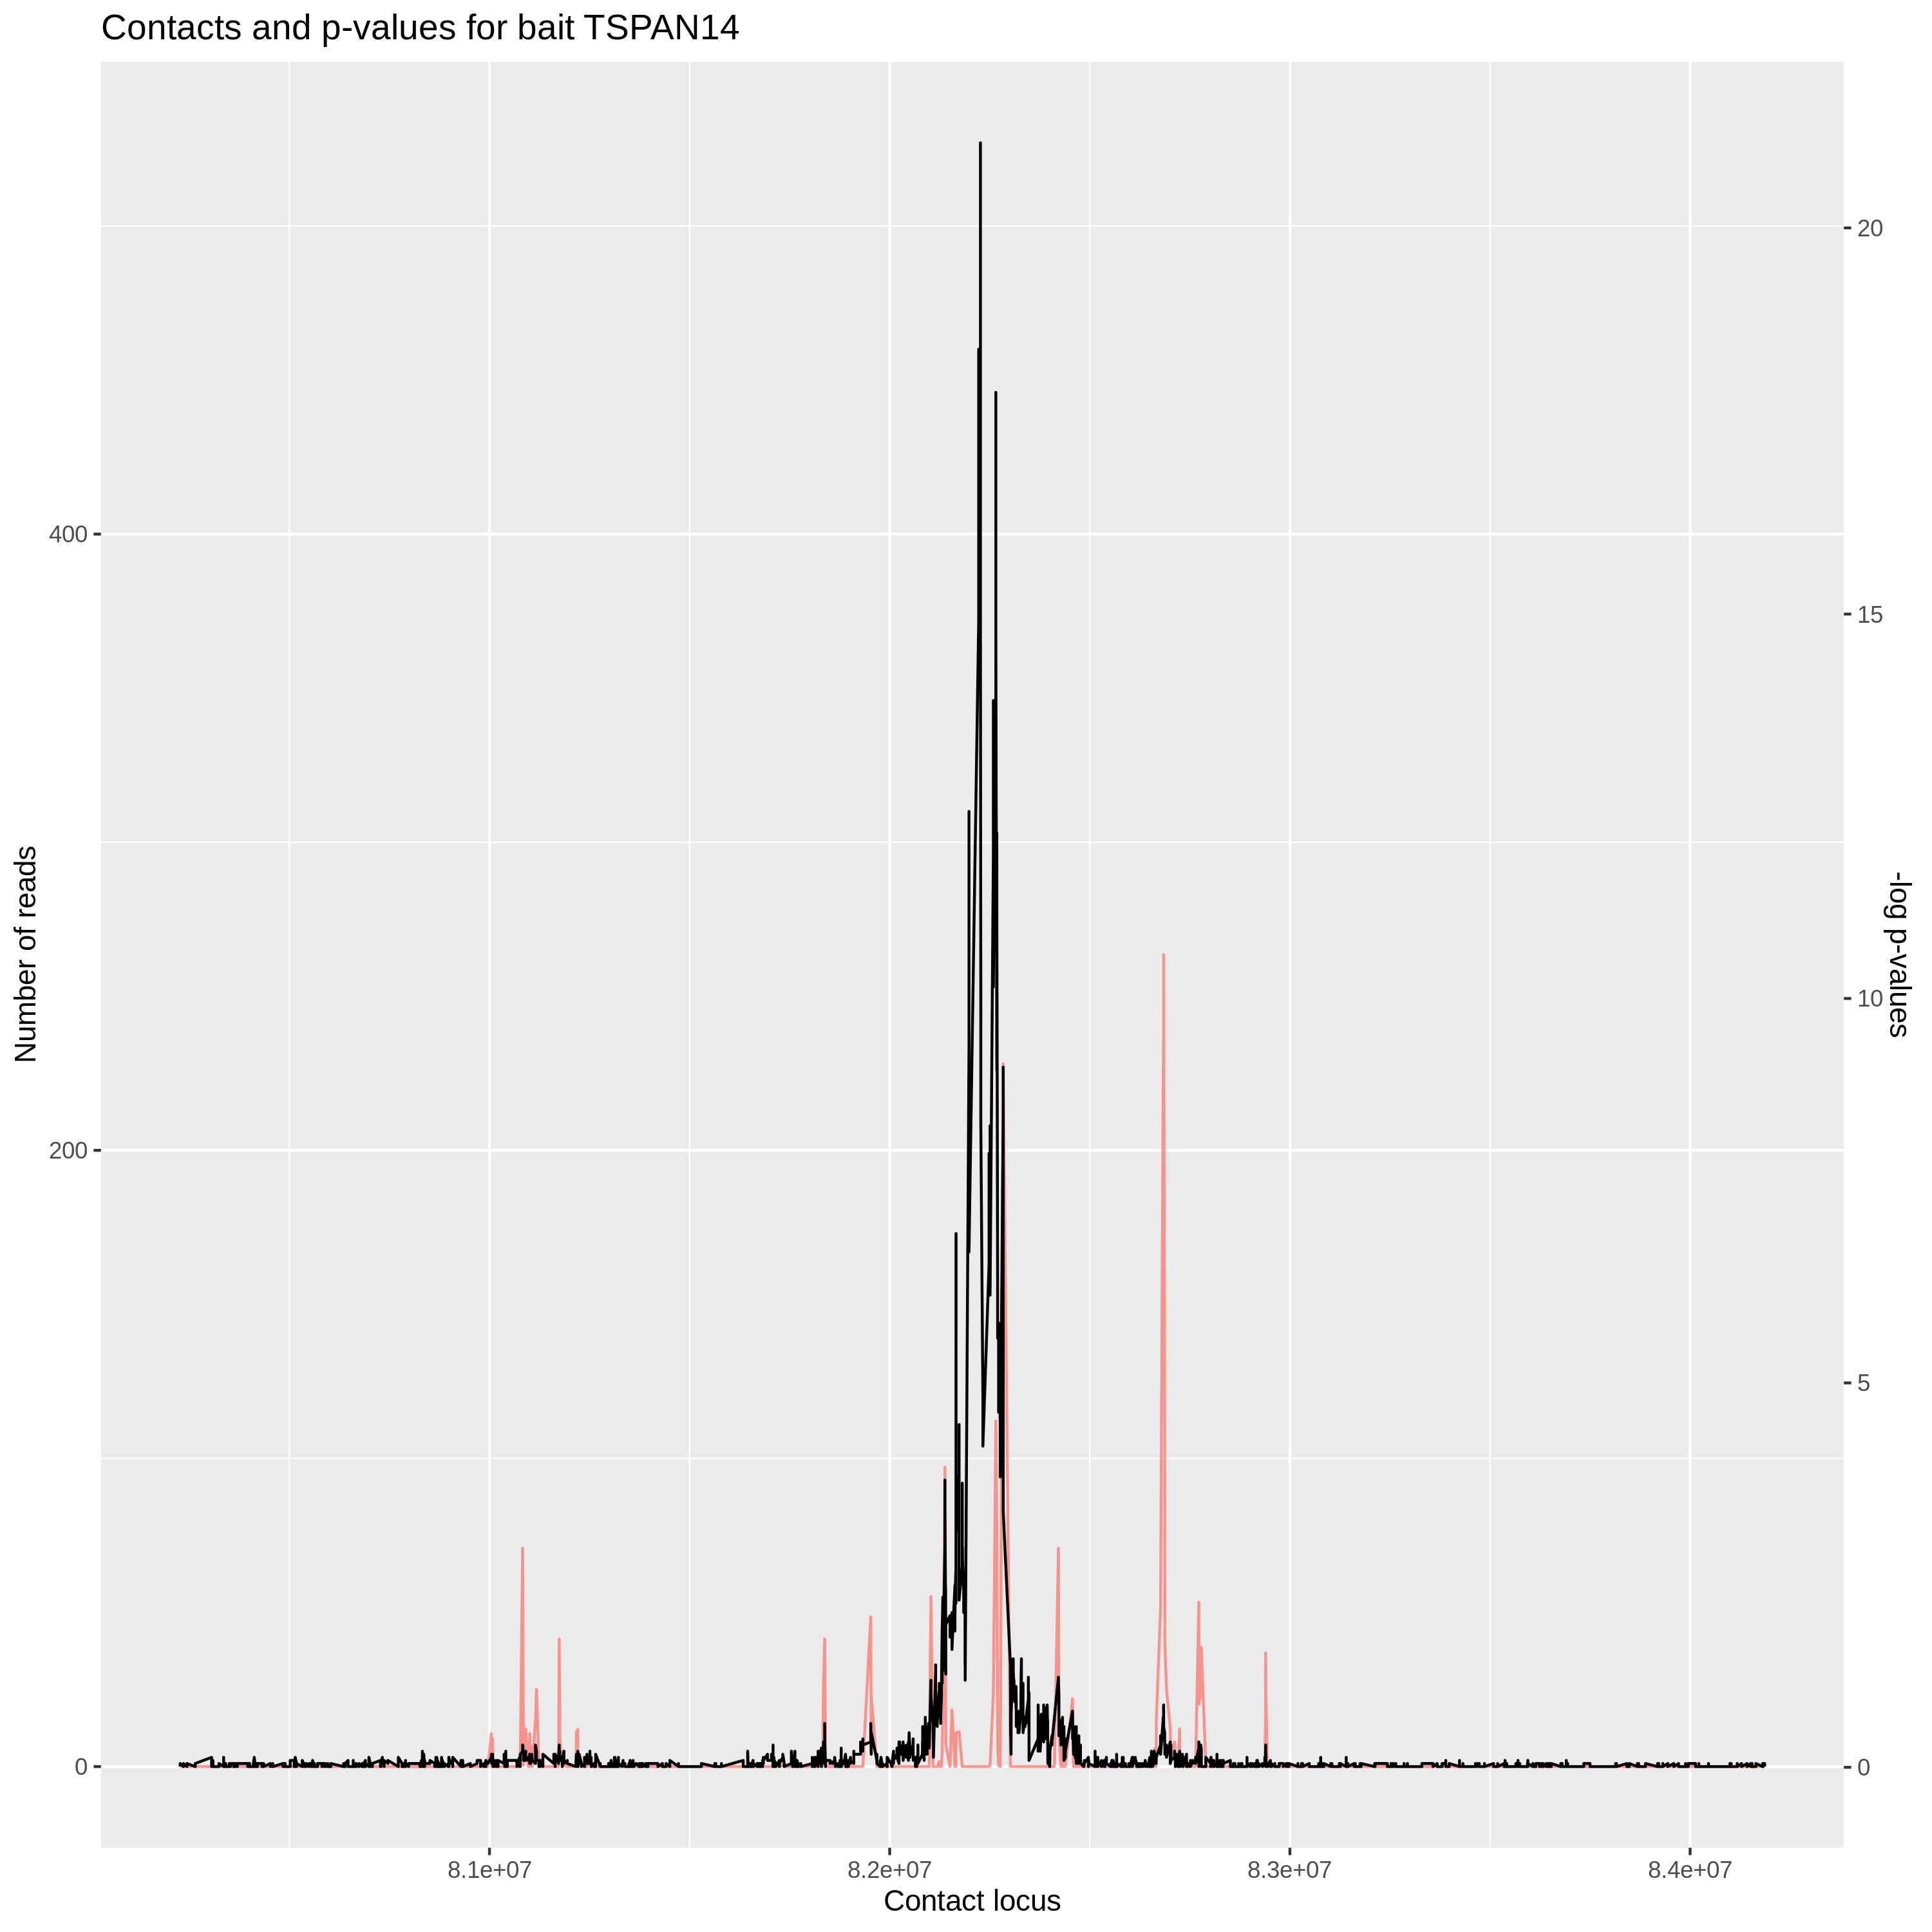 Contacts and p-values for bait TSPAN14
Number of reads
400
200
0
20
15
10
5
0
-log p-values
8.1e+07
8.2e+07
8.3e+07
8.4e+07
Contact locus